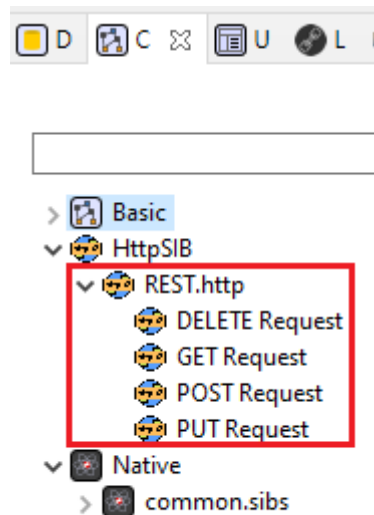 D C U L
Basic
HttpSIB
REST.http
DELETE Request
GET Request
POST Request
PUT Request
Native
common.sibs